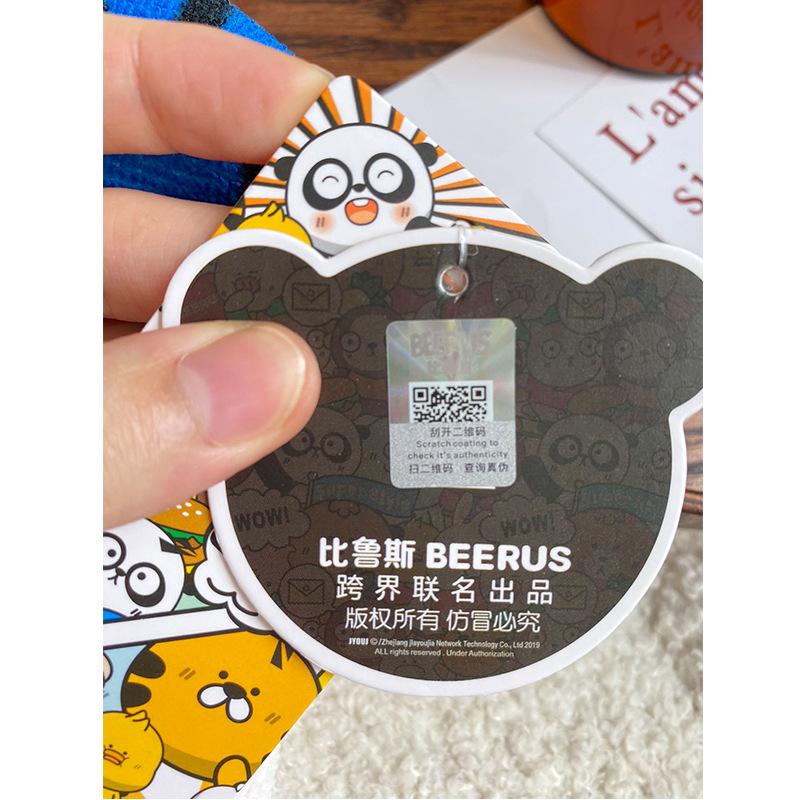 L'am
si
BEERUS
刮开二维码
Scratch coating to
check it's authenticity
扫二维码 查询真伪
WOW!
WOW!
比鲁斯 BEERUS
跨界联名出品
版权所有 仿冒必究
JYOUJ ©/Zhejiang jiayoujia Network Technology Co., Ltd 2019
ALL rights reserved . Under Authorization